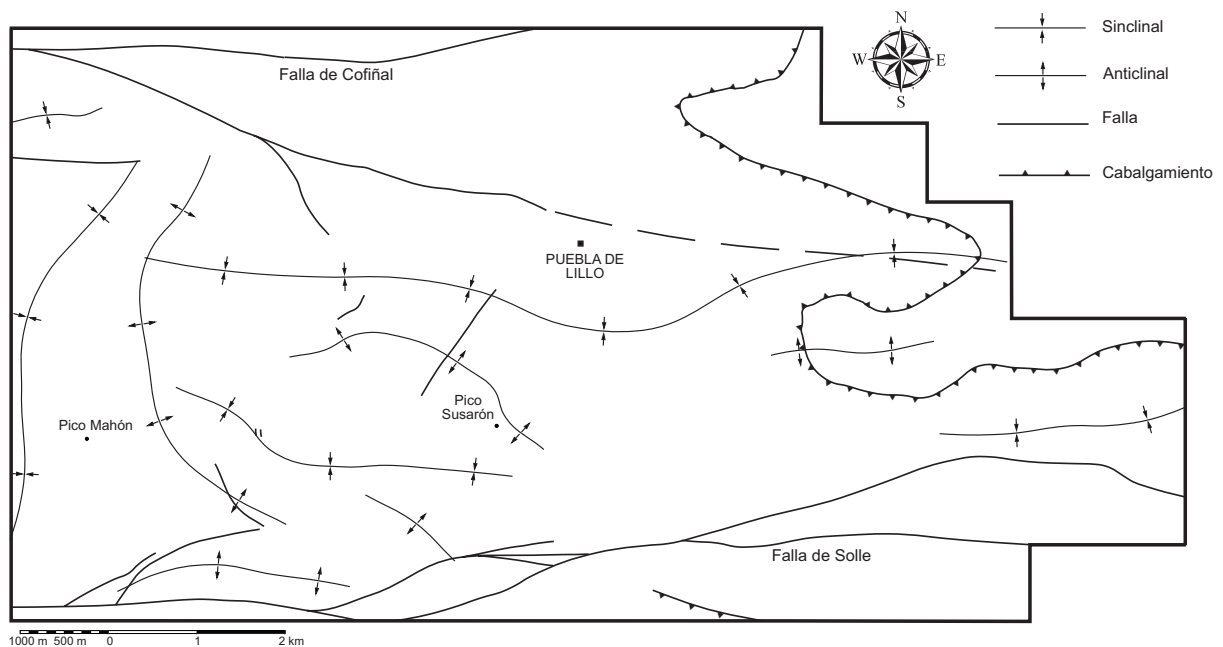 N
W E
S
Sinclinal
Anticlinal
Falla
Cabalgamiento
Falla de Cofiñal
PUEBLA DE
LILLO
Pico
Susarón
Pico Mahón
Falla de Solle
1000 m 500 m 0 1 2 km